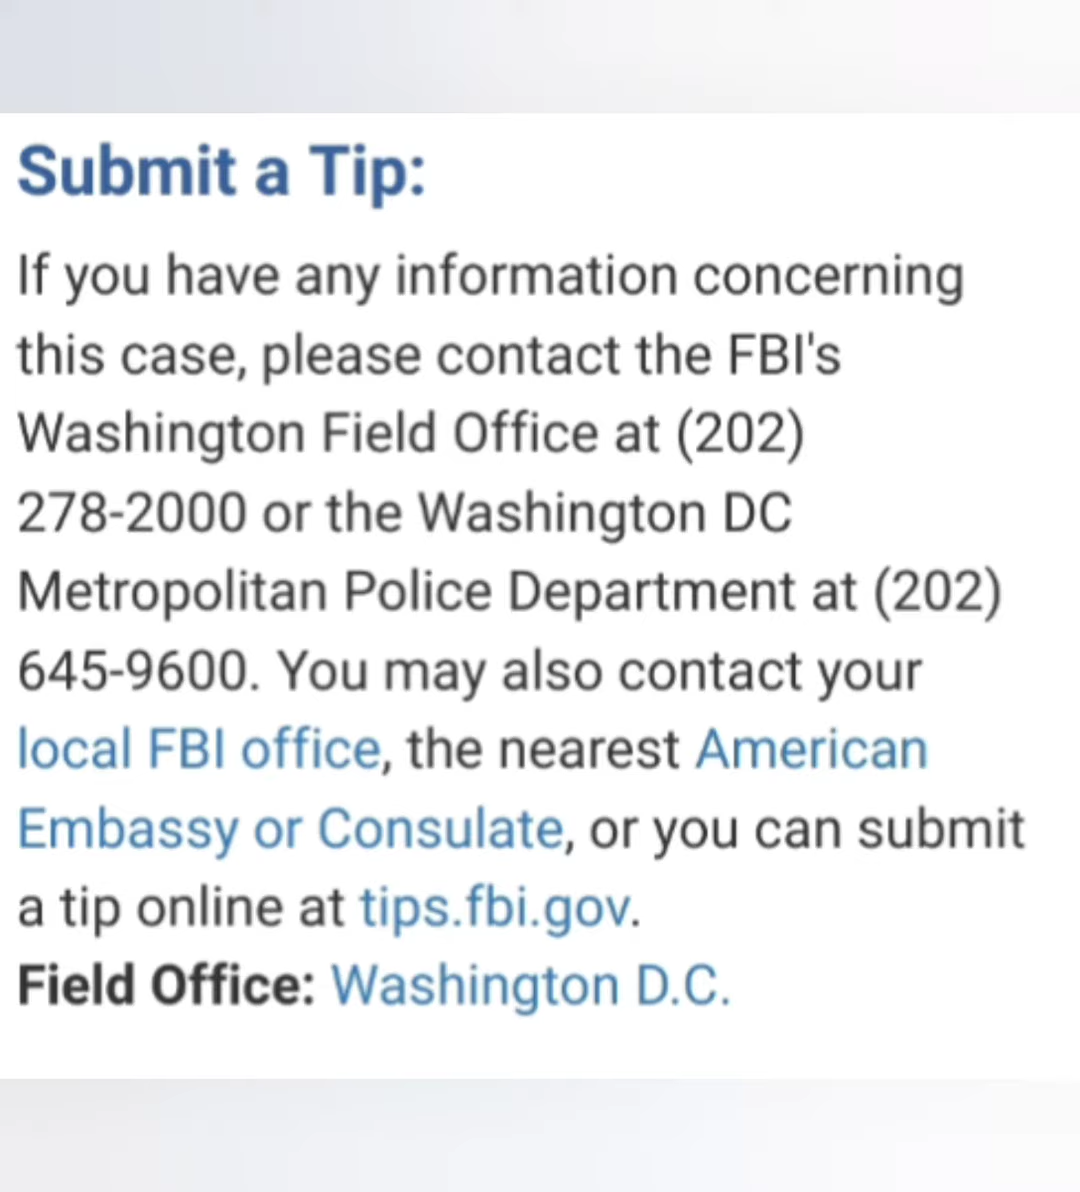 Submit a Tip:
If you have any information concerning
this case, please contact the FBI's
Washington Field Office at (202)
278-2000 or the Washington DC
Metropolitan Police Department at (202)
645-9600. You may also contact your
local FBI office, the nearest American
Embassy or Consulate, or you can submit
a tip online at tips.fbi.gov.
Field Office: Washington D.C.